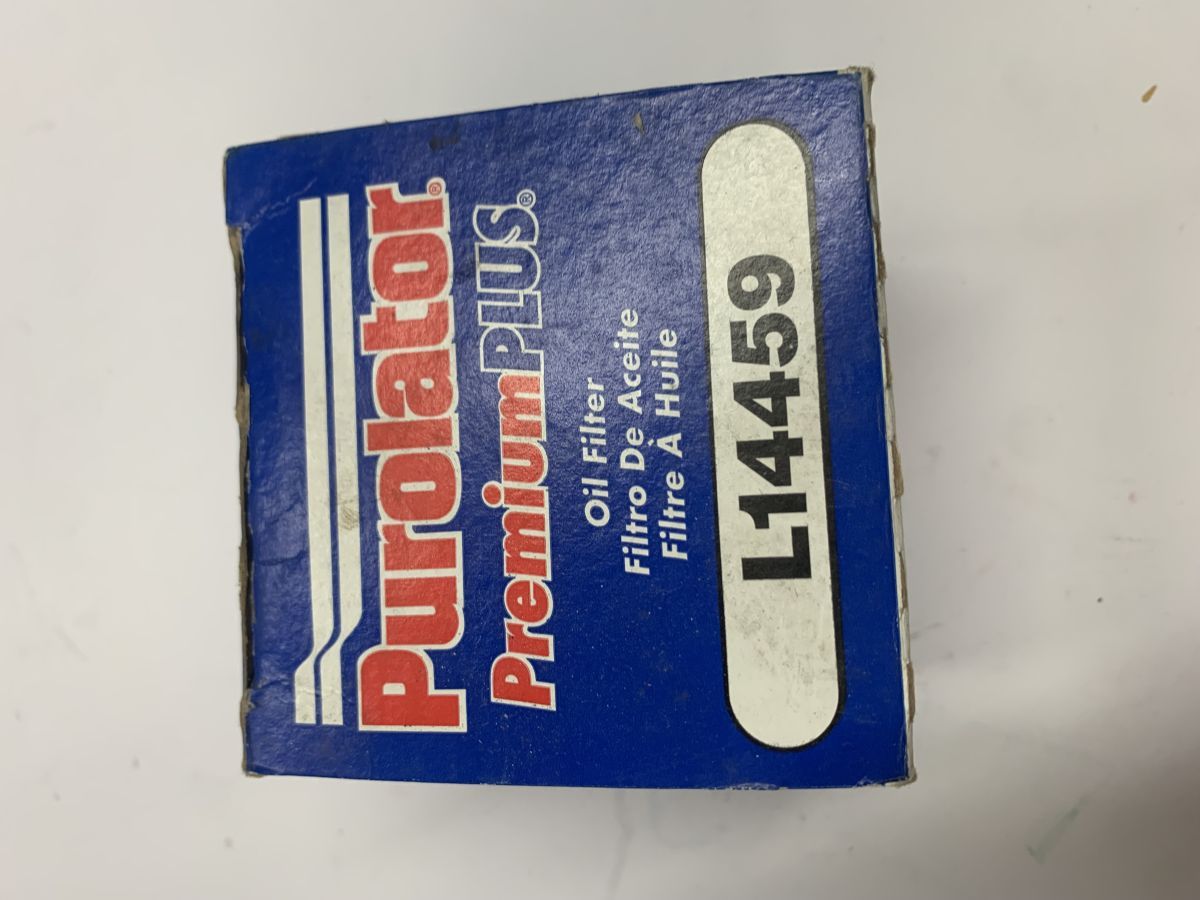 Purolator®
PremiumPLUS®
Oil Filter
Filtro De Aceite
Filtre À Huile
L14459